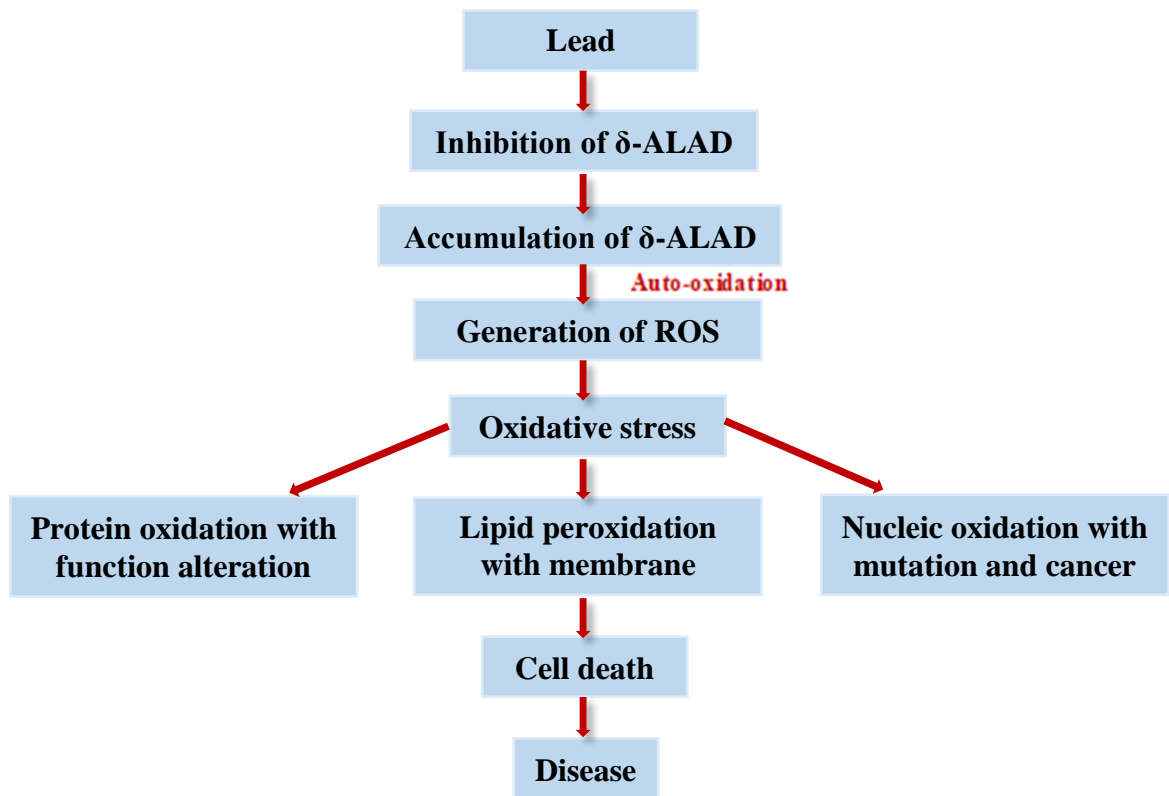 Lead
Inhibition of δ-ALAD
Accumulation of δ-ALAD
Auto-oxidation
Generation of ROS
Oxidative stress
Protein oxidation with
function alteration
Lipid peroxidation
with membrane
Nucleic oxidation with
mutation and cancer
Cell death
Disease